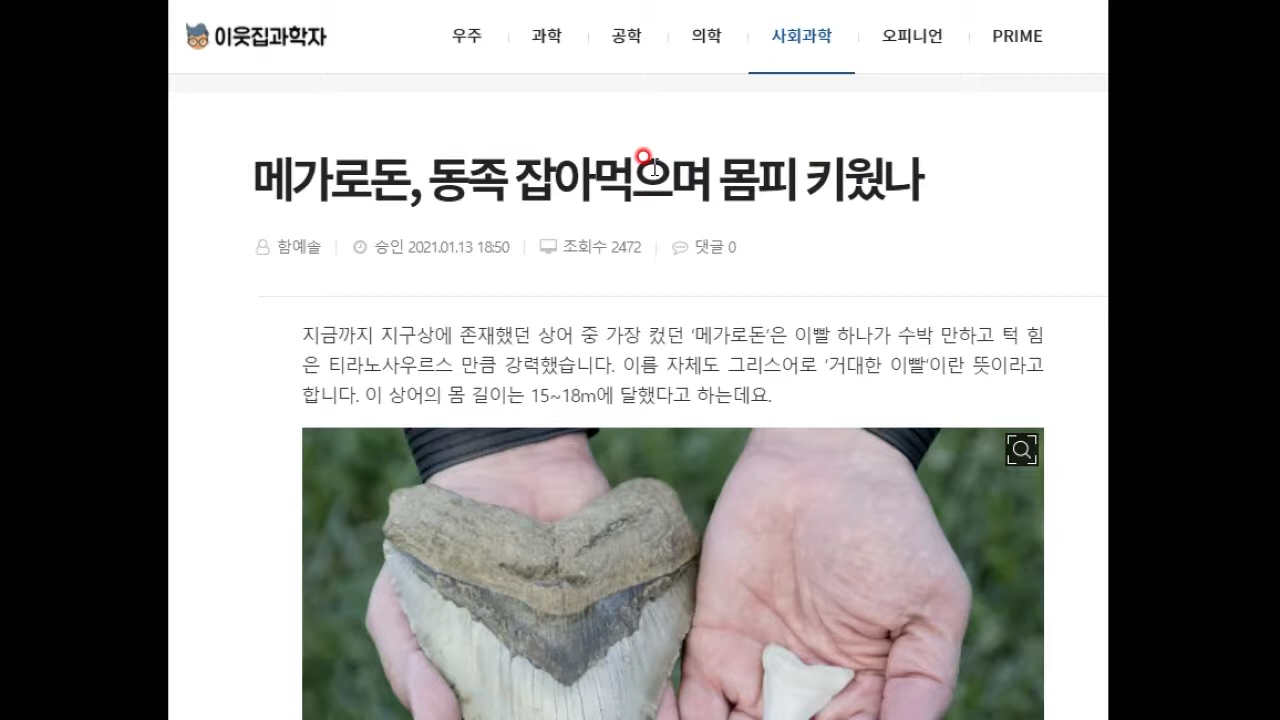 이웃집과학자
우주 과학 공학 의학 사회과학 오피니언 PRIME
메가로돈, 동족 잡아먹으며 몸피 키웠나
함예솔 승인 2021.01.13 18:50 조회수 2472 댓글 0
지금까지 지구상에 존재했던 상어 중 가장 컸던 ‘메가로돈’은 이빨 하나가 수박 만하고 턱 힘
은 티라노사우르스 만큼 강력했습니다. 이름 자체도 그리스어로 ‘거대한 이빨’이란 뜻이라고
합니다. 이 상어의 몸 길이는 15~18m에 달했다고 하는데요.